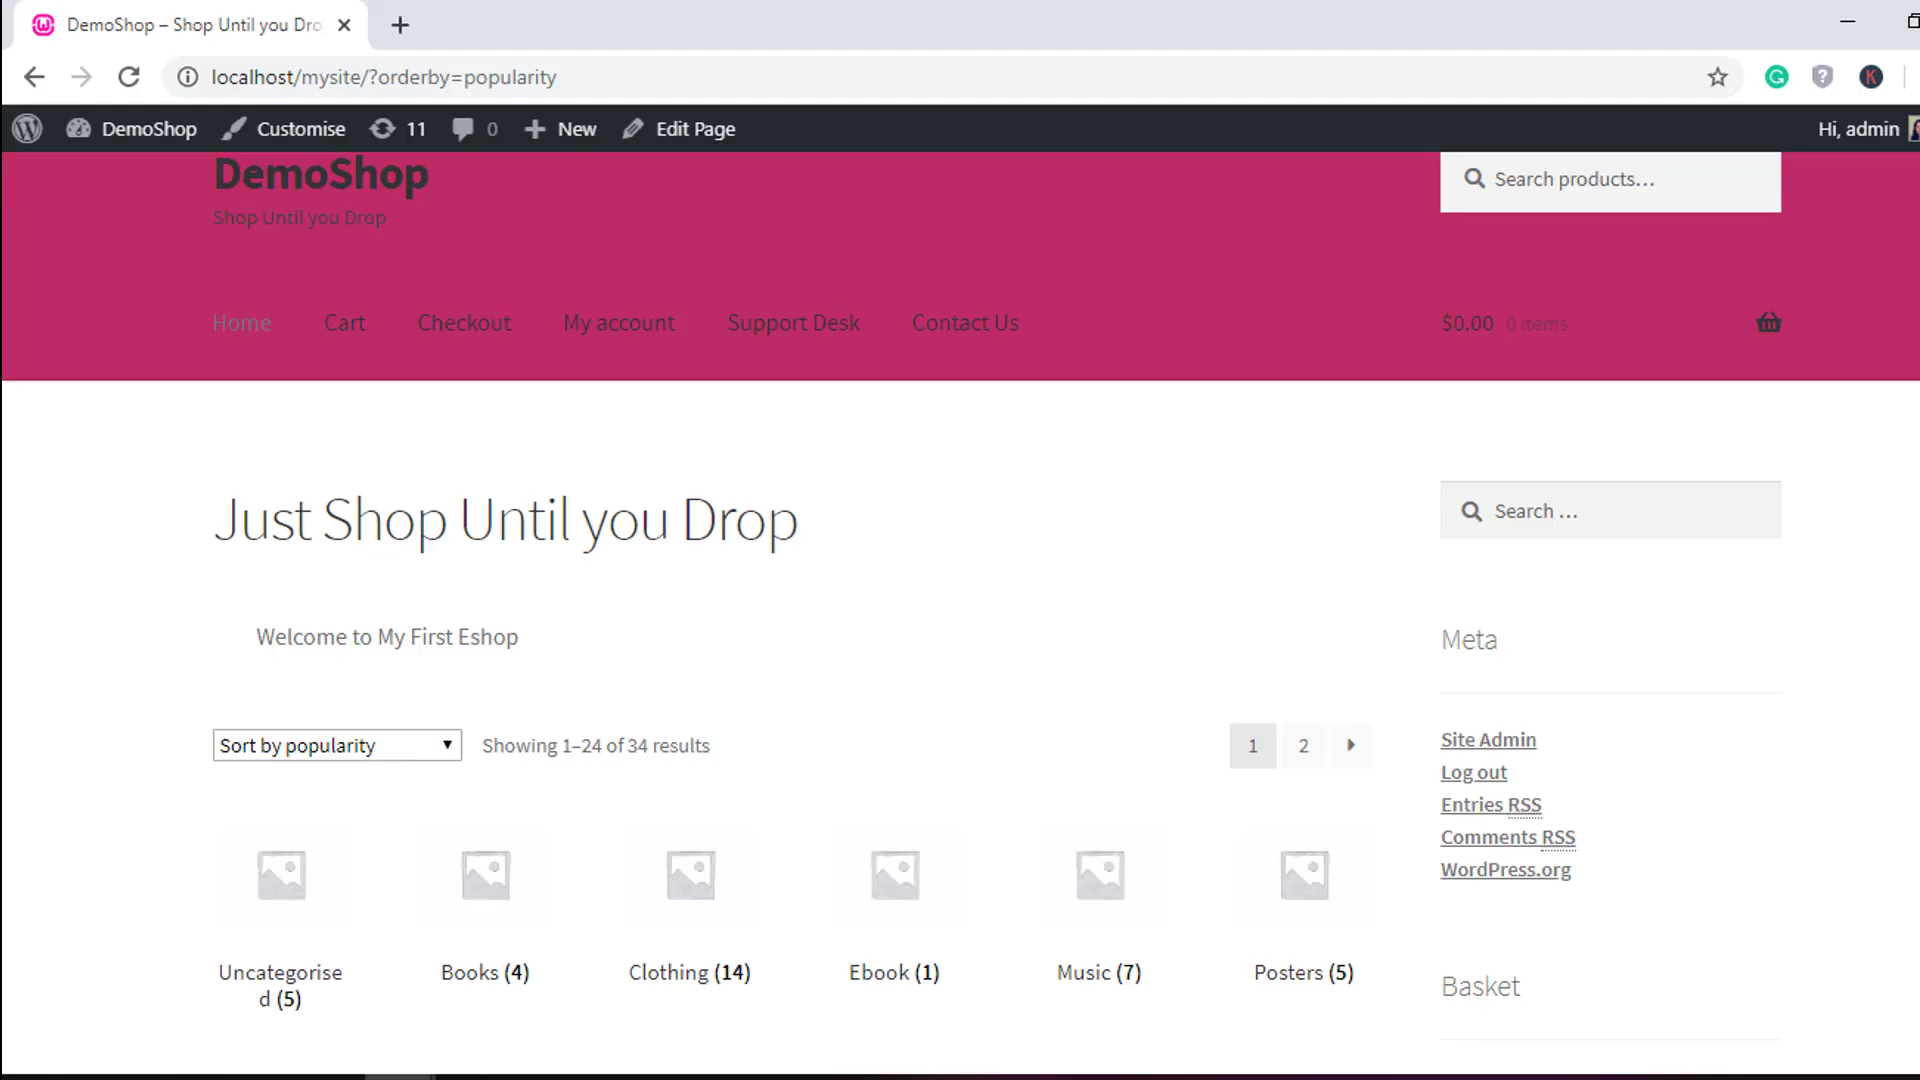 DemoShop – Shop Until you Dro
localhost/mysite/?orderby=popularity
DemoShop Customise 11 0 New Edit Page Hi, admin
DemoShop
Shop Until you Drop
Search products…
Home Cart Checkout My account Support Desk Contact Us $0.00 0 items
Just Shop Until you Drop
Search …
Welcome to My First Eshop
Meta
Sort by popularity Showing 1–24 of 34 results 1 2
Site Admin
Log out
Entries RSS
Comments RSS
WordPress.org
Uncategorise
d (5)
Books (4)
Clothing (14)
Ebook (1)
Music (7)
Posters (5)
Basket